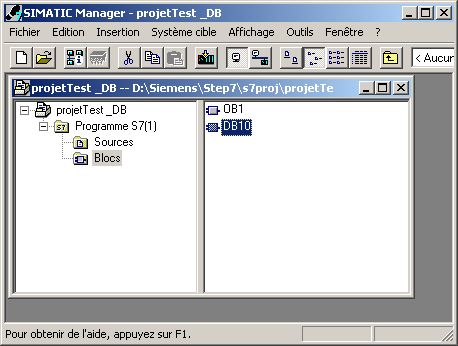 SIMATIC Manager - projetTest _DB
Fichier Edition Insertion Système cible Affichage Outils Fenêtre ?
< Aucun
projetTest _DB -- D:\Siemens\Step7\s7proj\projetTe
projetTest _DB
OB1
S7 Programme S7(1)
DB10
Sources
Blocs
Pour obtenir de l'aide, appuyez sur F1.